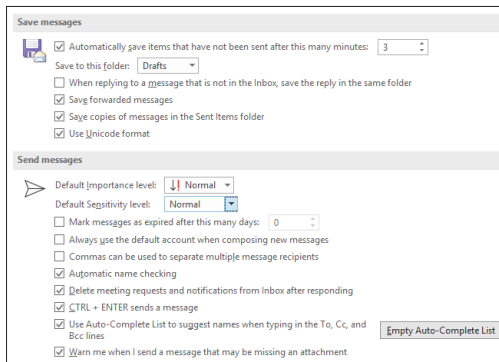 Save messages
Automatically save items that have not been sent after this many minutes: 3
Save to this folder: Drafts
When replying to a message that is not in the Inbox, save the reply in the same folder
Save forwarded messages
Save copies of messages in the Sent Items folder
Use Unicode format
Send messages
Default Importance level: Normal
Default Sensitivity level: Normal
Mark messages as expired after this many days: 0
Always use the default account when composing new messages
Commas can be used to separate multiple message recipients
Automatic name checking
Delete meeting requests and notifications from Inbox after responding
CTRL + ENTER sends a message
Use Auto-Complete List to suggest names when typing in the To, Cc, and
Bcc lines
Empty Auto-Complete List
Warn me when I send a message that may be missing an attachment